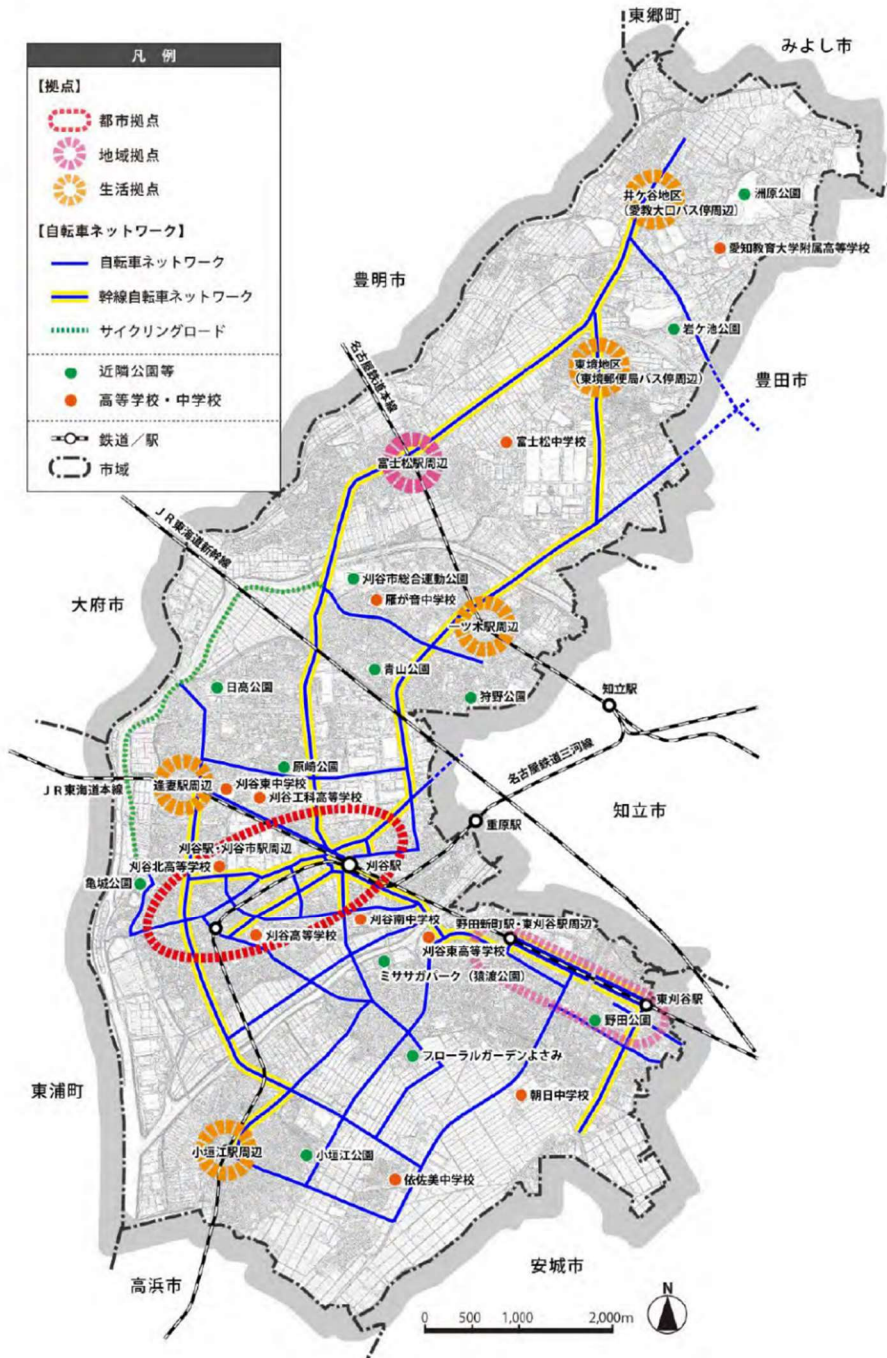 凡 例
【拠点】
都市拠点
地域拠点
生活拠点
【自転車ネットワーク】
自転車ネットワーク
幹線自転車ネットワーク
サイクリングロード
近隣公園等
高等学校・中学校
鉄道／駅
市域
東郷町
みよし市
井ケ谷地区
（愛教大口バス停周辺）
洲原公園
愛知教育大学附属高等学校
豊明市
名古屋鉄道本線
岩ケ池公園
東境地区
（東境郵便局バス停周辺）
豊田市
富士松中学校
富士松駅周辺
JR東海道新幹線
大府市
刈谷市総合運動公園
雁が音中学校
一ツ木駅周辺
青山公園
日高公園
狩野公園
知立駅
名古屋鉄道三河線
原崎公園
逢妻駅周辺
JR東海道本線
刈谷東中学校
刈谷工科高等学校
知立市
重原駅
刈谷駅・刈谷市駅周辺
刈谷駅
刈谷北高等学校
亀城公園
刈谷南中学校
野田新町駅・東刈谷駅周辺
刈谷高等学校
刈谷東高等学校
ミササガパーク（猿渡公園）
東刈谷駅
野田公園
フローラルガーデンよさみ
東浦町
朝日中学校
小垣江駅周辺
小垣江公園
依佐美中学校
安城市
高浜市
N
0 500 1,000 2,000m